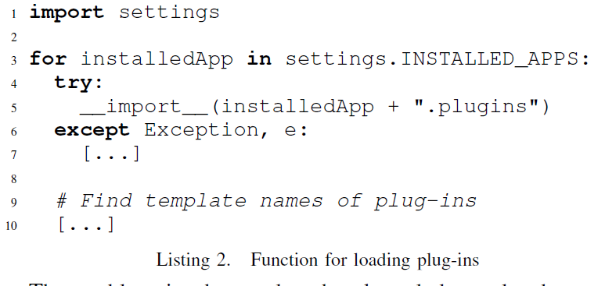 1 import settings
2
3 for installedApp in settings.INSTALLED_APPS:
4   try:
5     __import__(installedApp + ".plugins")
6   except Exception, e:
7     [...]
8
9   # Find template names of plug-ins
10   [...]
Listing 2. Function for loading plug-ins